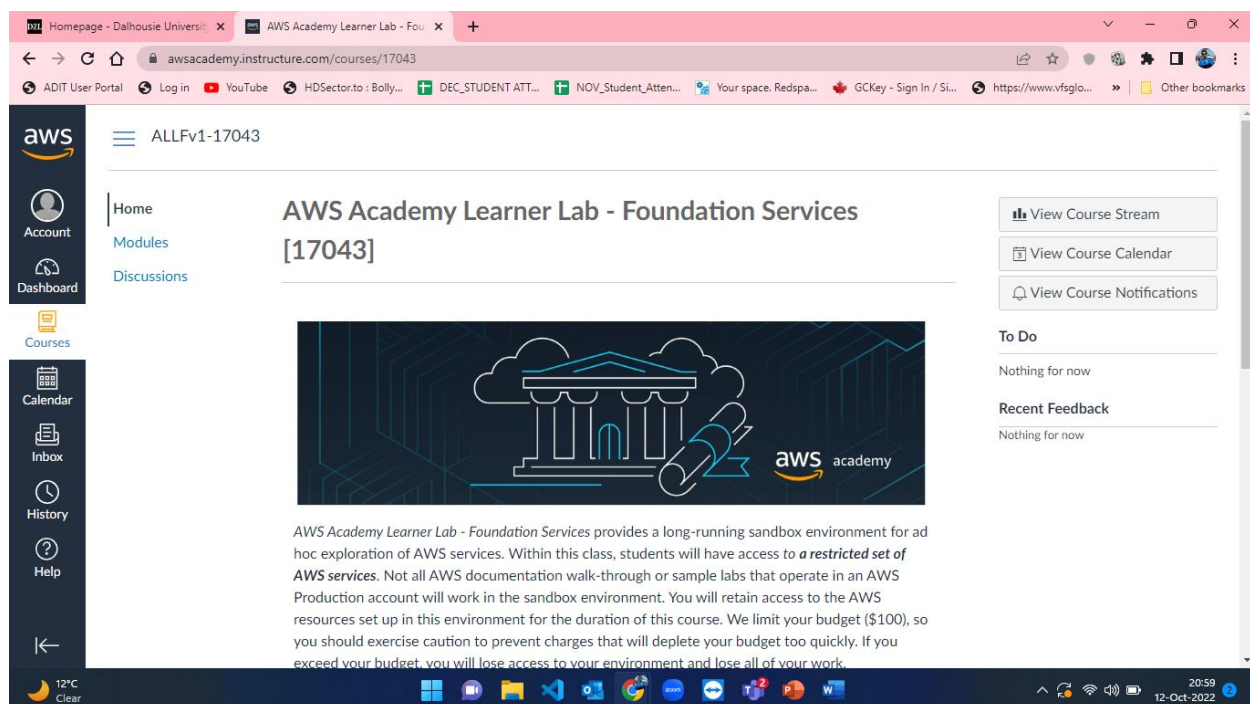 D2L Homepage - Dalhousie Universit
AWS Academy Learner Lab - Fou
awsacademy.instructure.com/courses/17043
ADIT User Portal
Log in
YouTube
HDSector.to : Bolly...
DEC_STUDENT ATT...
NOV_Student_Atten...
Your space. Redspa...
GCKey - Sign In / Si...
https://www.vfsglo...
»
Other bookmarks
aws
ALLFv1-17043
Account
Dashboard
Courses
Calendar
Inbox
History
Help
Home
Modules
Discussions
AWS Academy Learner Lab - Foundation Services
[17043]
aws academy
AWS Academy Learner Lab - Foundation Services provides a long-running sandbox environment for ad
hoc exploration of AWS services. Within this class, students will have access to a restricted set of
AWS services. Not all AWS documentation walk-through or sample labs that operate in an AWS
Production account will work in the sandbox environment. You will retain access to the AWS
resources set up in this environment for the duration of this course. We limit your budget ($100), so
you should exercise caution to prevent charges that will deplete your budget too quickly. If you
exceed your budget, you will lose access to your environment and lose all of your work.
View Course Stream
View Course Calendar
View Course Notifications
To Do
Nothing for now
Recent Feedback
Nothing for now
12°C
Clear
zoom
2
20:59
12-Oct-2022
2